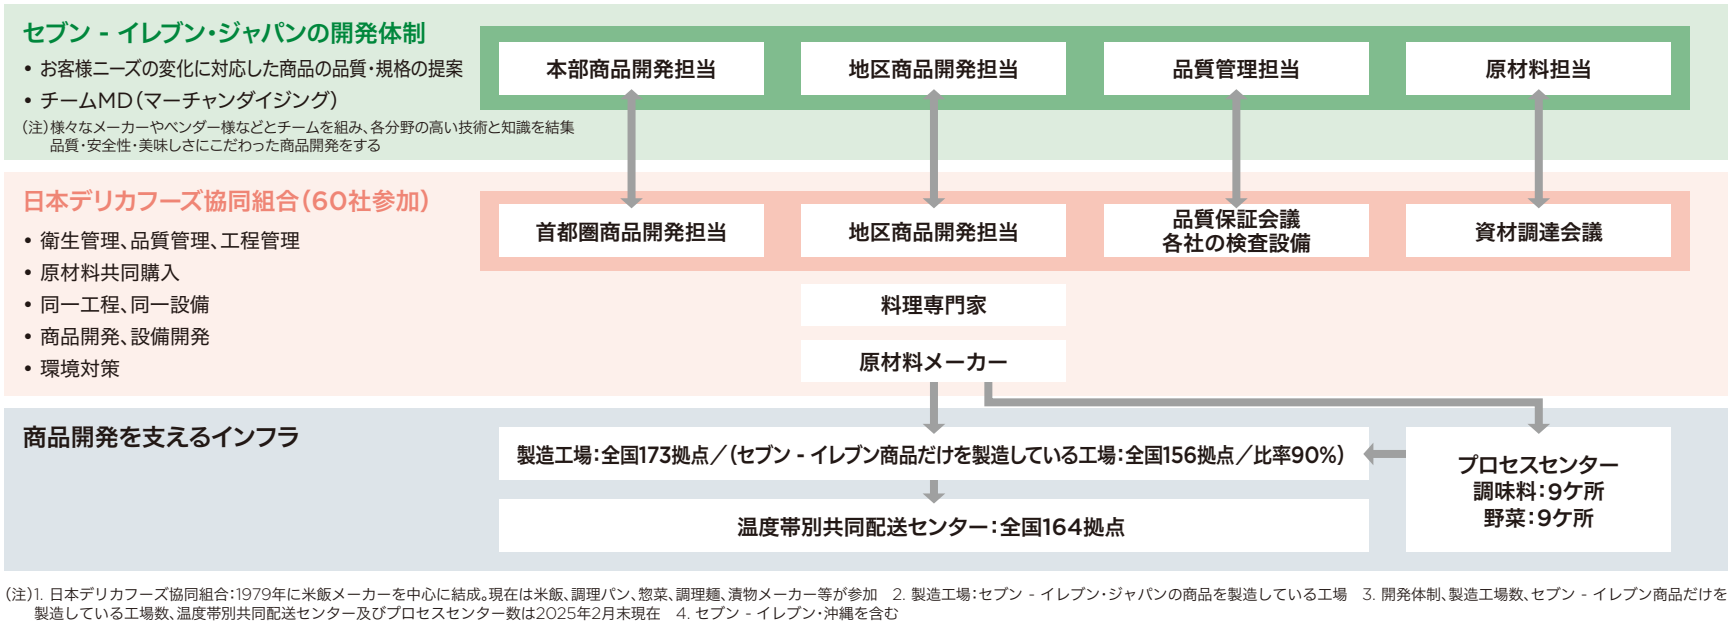 セブン - イレブン・ジャパンの開発体制
• お客様ニーズの変化に対応した商品の品質・規格の提案
• チームMD（マーチャンダイジング）
（注）様々なメーカーやベンダー様などとチームを組み、各分野の高い技術と知識を結集
品質・安全性・美味しさにこだわった商品開発をする
本部商品開発担当
地区商品開発担当
品質管理担当
原材料担当
日本デリカフーズ協同組合（60社参加）
• 衛生管理、品質管理、工程管理
• 原材料共同購入
• 同一工程、同一設備
• 商品開発、設備開発
• 環境対策
首都圏商品開発担当
地区商品開発担当
品質保証会議
各社の検査設備
資材調達会議
料理専門家
原材料メーカー
商品開発を支えるインフラ
製造工場：全国173拠点／（セブン - イレブン商品だけを製造している工場：全国156拠点／比率90%）
温度帯別共同配送センター：全国164拠点
プロセスセンター
調味料：9ケ所
野菜：9ケ所
（注）1. 日本デリカフーズ協同組合：1979年に米飯メーカーを中心に結成。現在は米飯、調理パン、惣菜、調理麺、漬物メーカー等が参加　2. 製造工場：セブン - イレブン・ジャパンの商品を製造している工場　3. 開発体制、製造工場数、セブン - イレブン商品だけを
製造している工場数、温度帯別共同配送センター及びプロセスセンター数は2025年2月末現在　4. セブン - イレブン・沖縄を含む